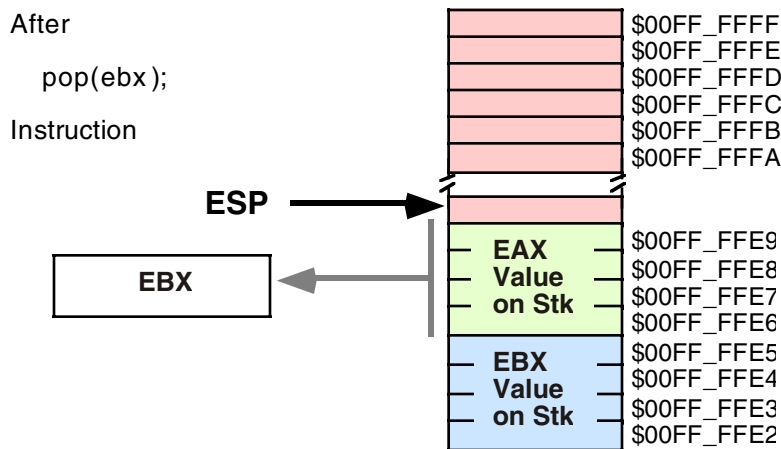 After
pop(ebx);
Instruction
ESP
EBX
EAX
Value
on Stk
EBX
Value
on Stk
$00FF_FFFF
$00FF_FFFE
$00FF_FFFD
$00FF_FFFC
$00FF_FFFB
$00FF_FFFA
$00FF_FFE9
$00FF_FFE8
$00FF_FFE7
$00FF_FFE6
$00FF_FFE5
$00FF_FFE4
$00FF_FFE3
$00FF_FFE2